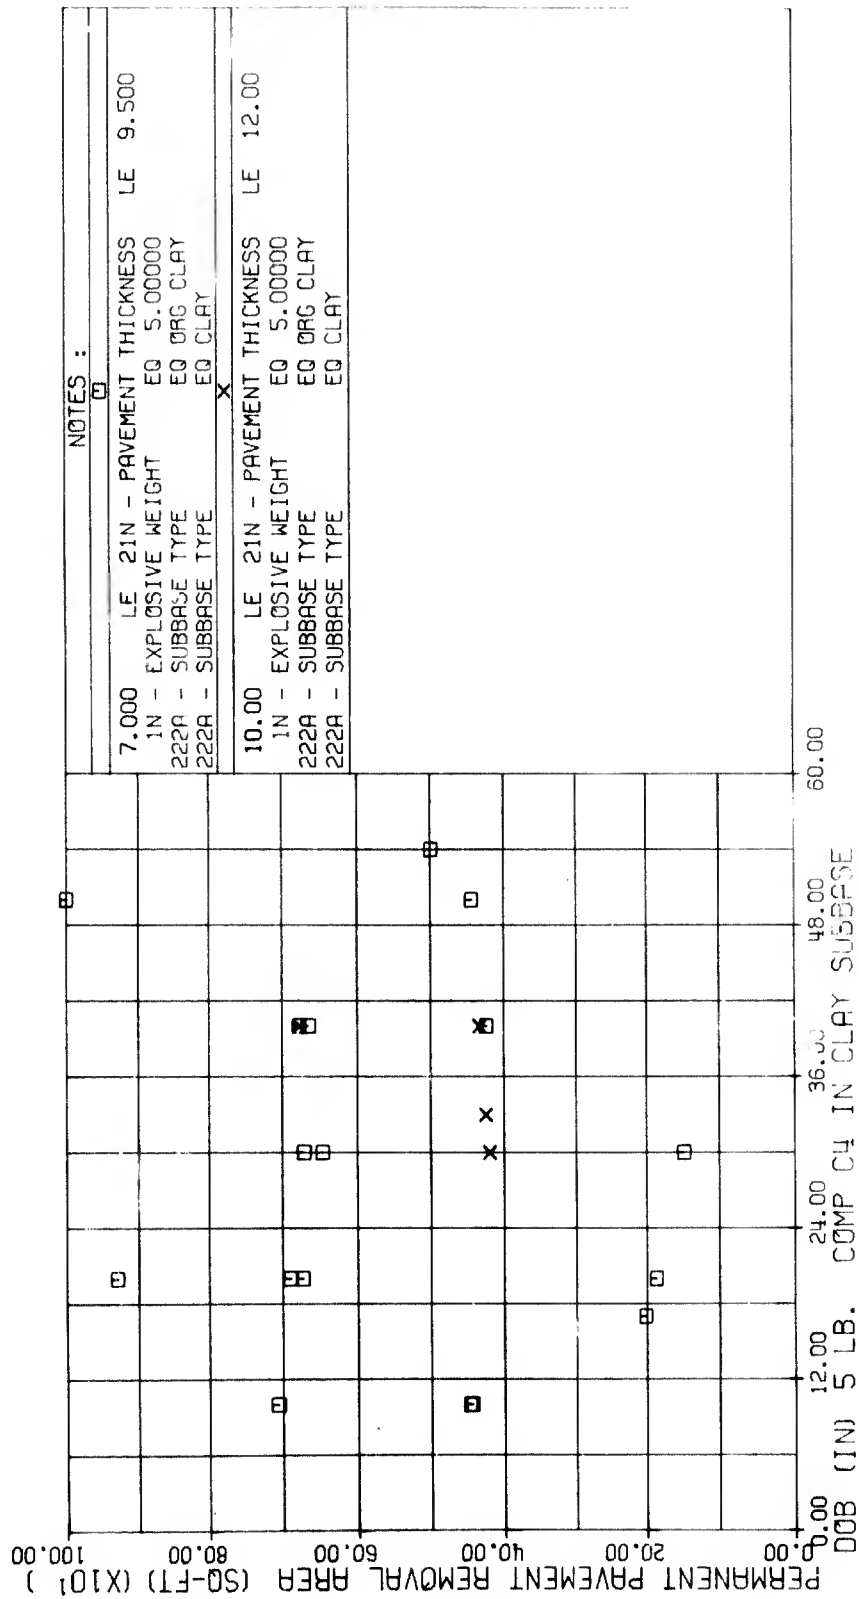 NOTES :
7.000 LE 21N - PAVEMENT THICKNESS LE 9.500
1N - EXPLOSIVE WEIGHT EQ 5.00000
222A - SUBBASE TYPE EQ ORG CLAY
222A - SUBBASE TYPE EQ CLAY
10.00 LE 21N - PAVEMENT THICKNESS LE 12.00
1N - EXPLOSIVE WEIGHT EQ 5.00000
222A - SUBBASE TYPE EQ ORG CLAY
222A - SUBBASE TYPE EQ CLAY
PERMANENT PAVEMENT REMOVAL AREA (SQ-FT) (X10¹)
100.00
80.00
60.00
40.00
20.00
0.00
0.00 12.00 24.00 36.00 48.00 60.00
DOB (IN) 5 LB. COMP C4 IN CLAY SUBBASE